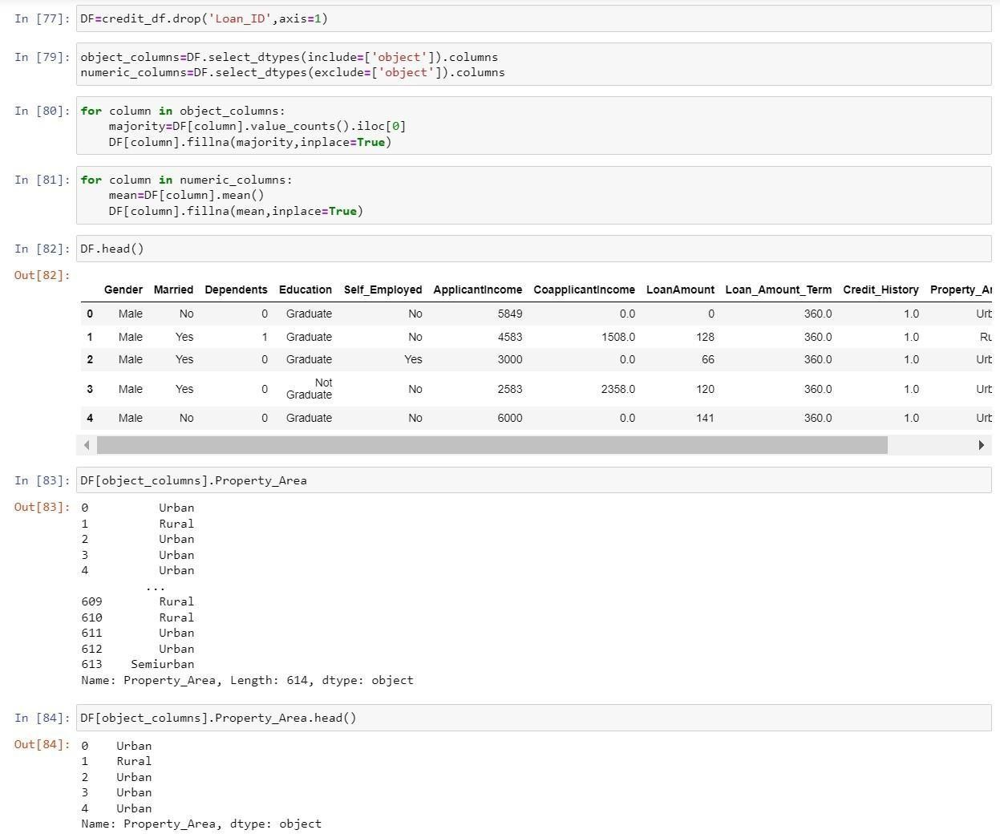 In [77]: DF=credit_df.drop('Loan_ID',axis=1)
In [79]: object_columns=DF.select_dtypes(include=['object']).columns
numeric_columns=DF.select_dtypes(exclude=['object']).columns
In [80]: for column in object_columns:
    majority=DF[column].value_counts().iloc[0]
    DF[column].fillna(majority,inplace=True)
In [81]: for column in numeric_columns:
    mean=DF[column].mean()
    DF[column].fillna(mean,inplace=True)
In [82]: DF.head()
Out[82]:
Gender Married Dependents Education Self_Employed ApplicantIncome CoapplicantIncome LoanAmount Loan_Amount_Term Credit_History Property_Ar
0 Male No 0 Graduate No 5849 0.0 0 360.0 1.0 Urb
1 Male Yes 1 Graduate No 4583 1508.0 128 360.0 1.0 Ru
2 Male Yes 0 Graduate Yes 3000 0.0 66 360.0 1.0 Urb
3 Male Yes 0 Not Graduate No 2583 2358.0 120 360.0 1.0 Urb
4 Male No 0 Graduate No 6000 0.0 141 360.0 1.0 Urb
In [83]: DF[object_columns].Property_Area
Out[83]: 0 Urban
1 Rural
2 Urban
3 Urban
4 Urban
...
609 Rural
610 Rural
611 Urban
612 Urban
613 Semiurban
Name: Property_Area, Length: 614, dtype: object
In [84]: DF[object_columns].Property_Area.head()
Out[84]: 0 Urban
1 Rural
2 Urban
3 Urban
4 Urban
Name: Property_Area, dtype: object